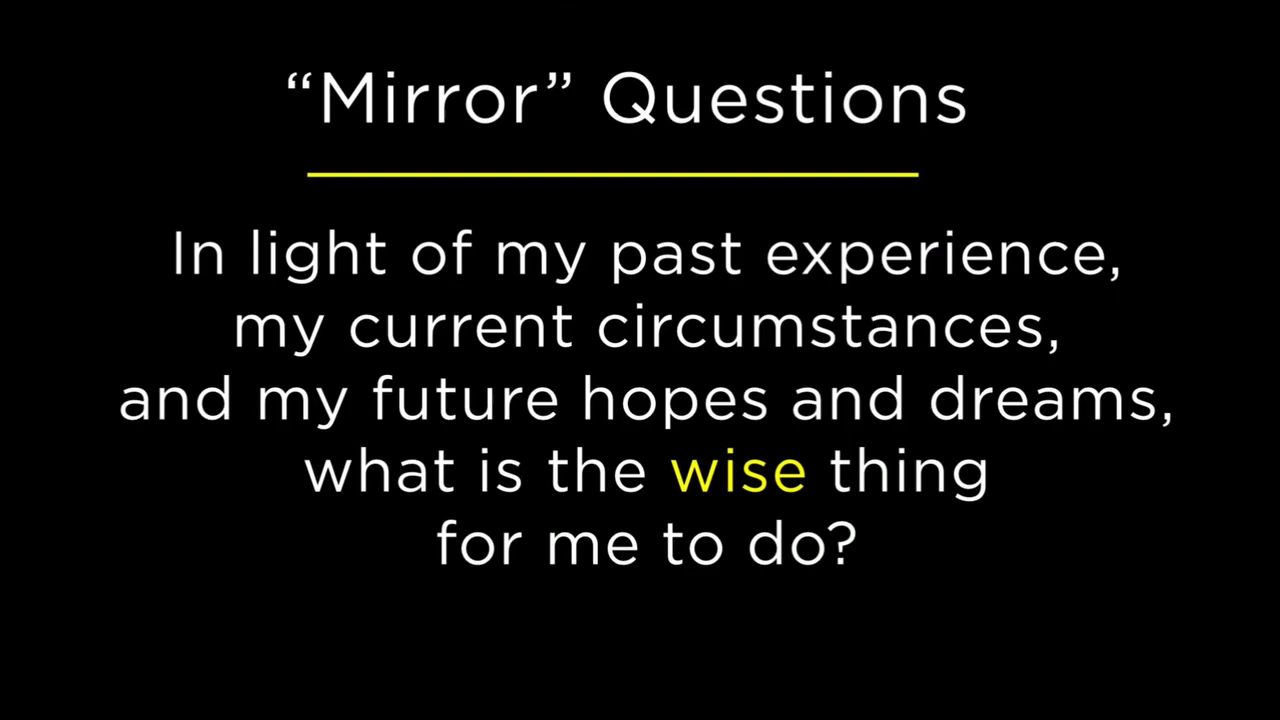 “Mirror” Questions
In light of my past experience,
my current circumstances,
and my future hopes and dreams,
what is the wise thing
for me to do?